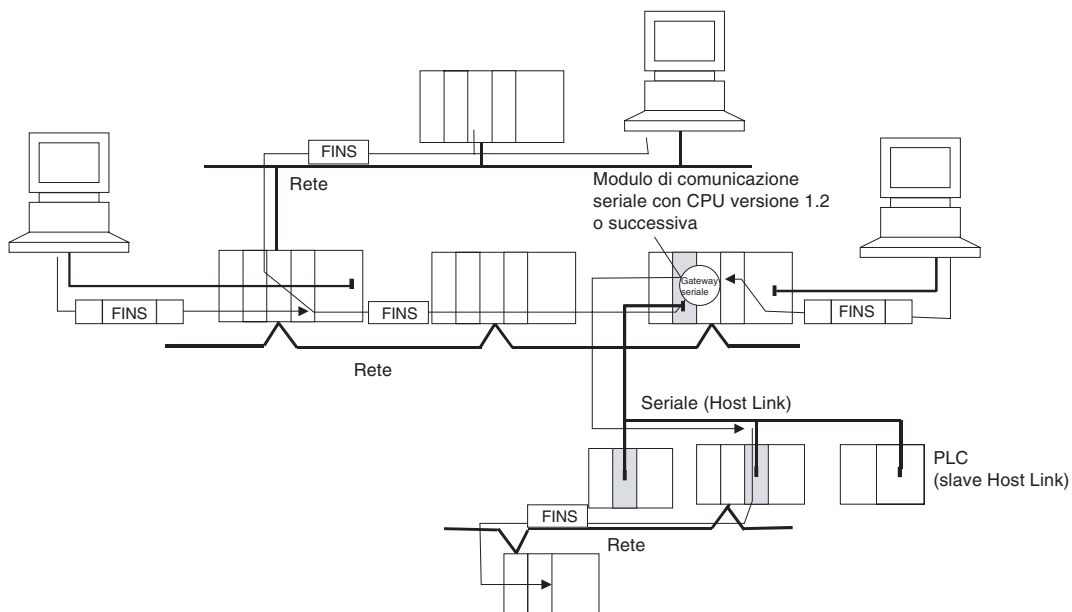 FINS
Rete
Modulo di comunicazione
seriale con CPU versione 1.2
o successiva
Gateway
seriale
FINS
FINS
FINS
Rete
Seriale (Host Link)
PLC
(slave Host Link)
FINS
Rete